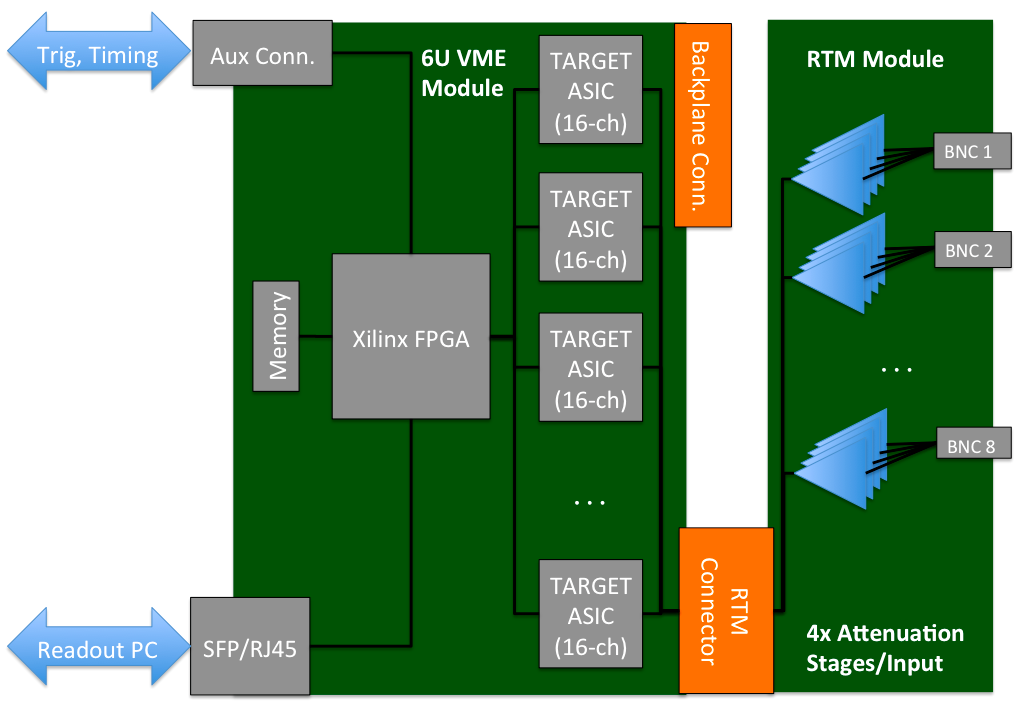 Trig, Timing
Aux Conn.
6U VME
Module
TARGET
ASIC
(16-ch)
Backplane Conn.
RTM Module
BNC 1
TARGET
ASIC
(16-ch)
BNC 2
Memory
Xilinx FPGA
TARGET
ASIC
(16-ch)
. . .
BNC 8
. . .
TARGET
ASIC
(16-ch)
RTM
Connector
Readout PC
SFP/RJ45
4x Attenuation
Stages/Input